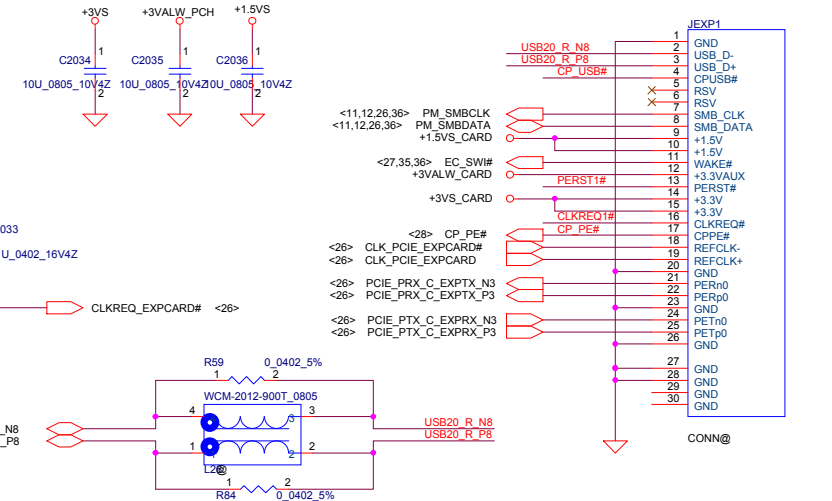 +3VS
+3VALW_PCH
+1.5VS
1
1
1
C2034
C2035
C2036
10U_0805_10V4Z
10U_0805_10V4Z
10U_0805_10V4Z
2
2
2
033
U_0402_16V4Z
CLKREQ_EXPCARD# <26>
JEXP1
1 GND
USB20_R_N8 2 USB_D-
USB20_R_P8 3 USB_D+
CP_USB# 4 CPUSB#
5 RSV
6 RSV
<11,12,26,36> PM_SMBCLK 7 SMB_CLK
<11,12,26,36> PM_SMBDATA 8 SMB_DATA
+1.5VS_CARD 9 +1.5V
10 +1.5V
<27,35,36> EC_SWI# 11 WAKE#
+3VALW_CARD 12 +3.3VAUX
PERST1# 13 PERST#
+3VS_CARD 14 +3.3V
15 +3.3V
CLKREQ1# 16 CLKREQ#
<28> CP_PE# CP_PE# 17 CPPE#
<26> CLK_PCIE_EXPCARD# 18 REFCLK-
<26> CLK_PCIE_EXPCARD 19 REFCLK+
20 GND
<26> PCIE_PRX_C_EXPTX_N3 21 PERn0
<26> PCIE_PRX_C_EXPTX_P3 22 PERp0
23 GND
<26> PCIE_PTX_C_EXPRX_N3 24 PETn0
<26> PCIE_PTX_C_EXPRX_P3 25 PETp0
26 GND
27 GND
28 GND
29 GND
30 GND
CONN@
R59 0_0402_5%
1 2
WCM-2012-900T_0805
4 3 3
_N8
USB20_R_N8
_P8
USB20_R_P8
1 2 2
@
1 2
R84 0_0402_5%